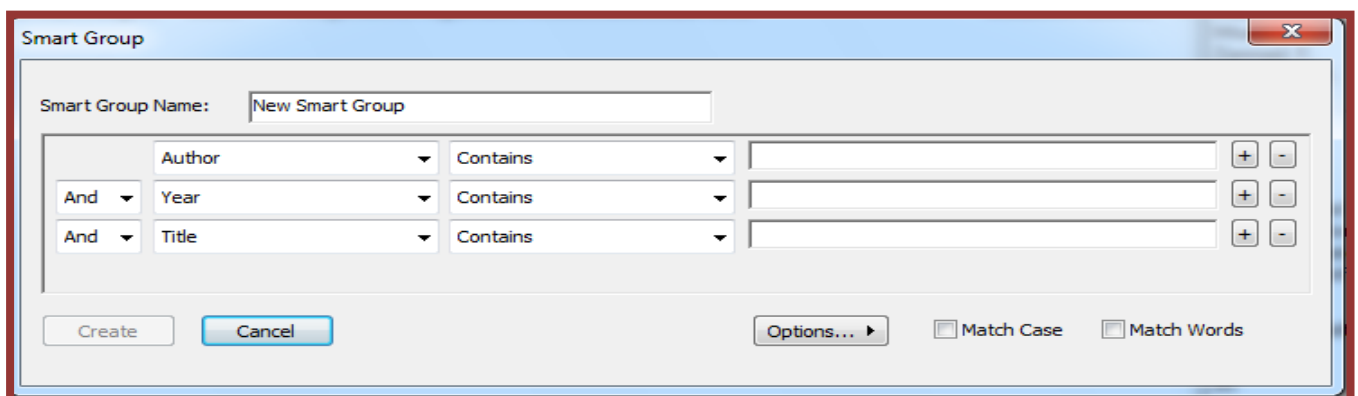 Smart Group
Smart Group Name: New Smart Group
Author Contains + -
And Year Contains + -
And Title Contains + -
Create Cancel Options... Match Case Match Words